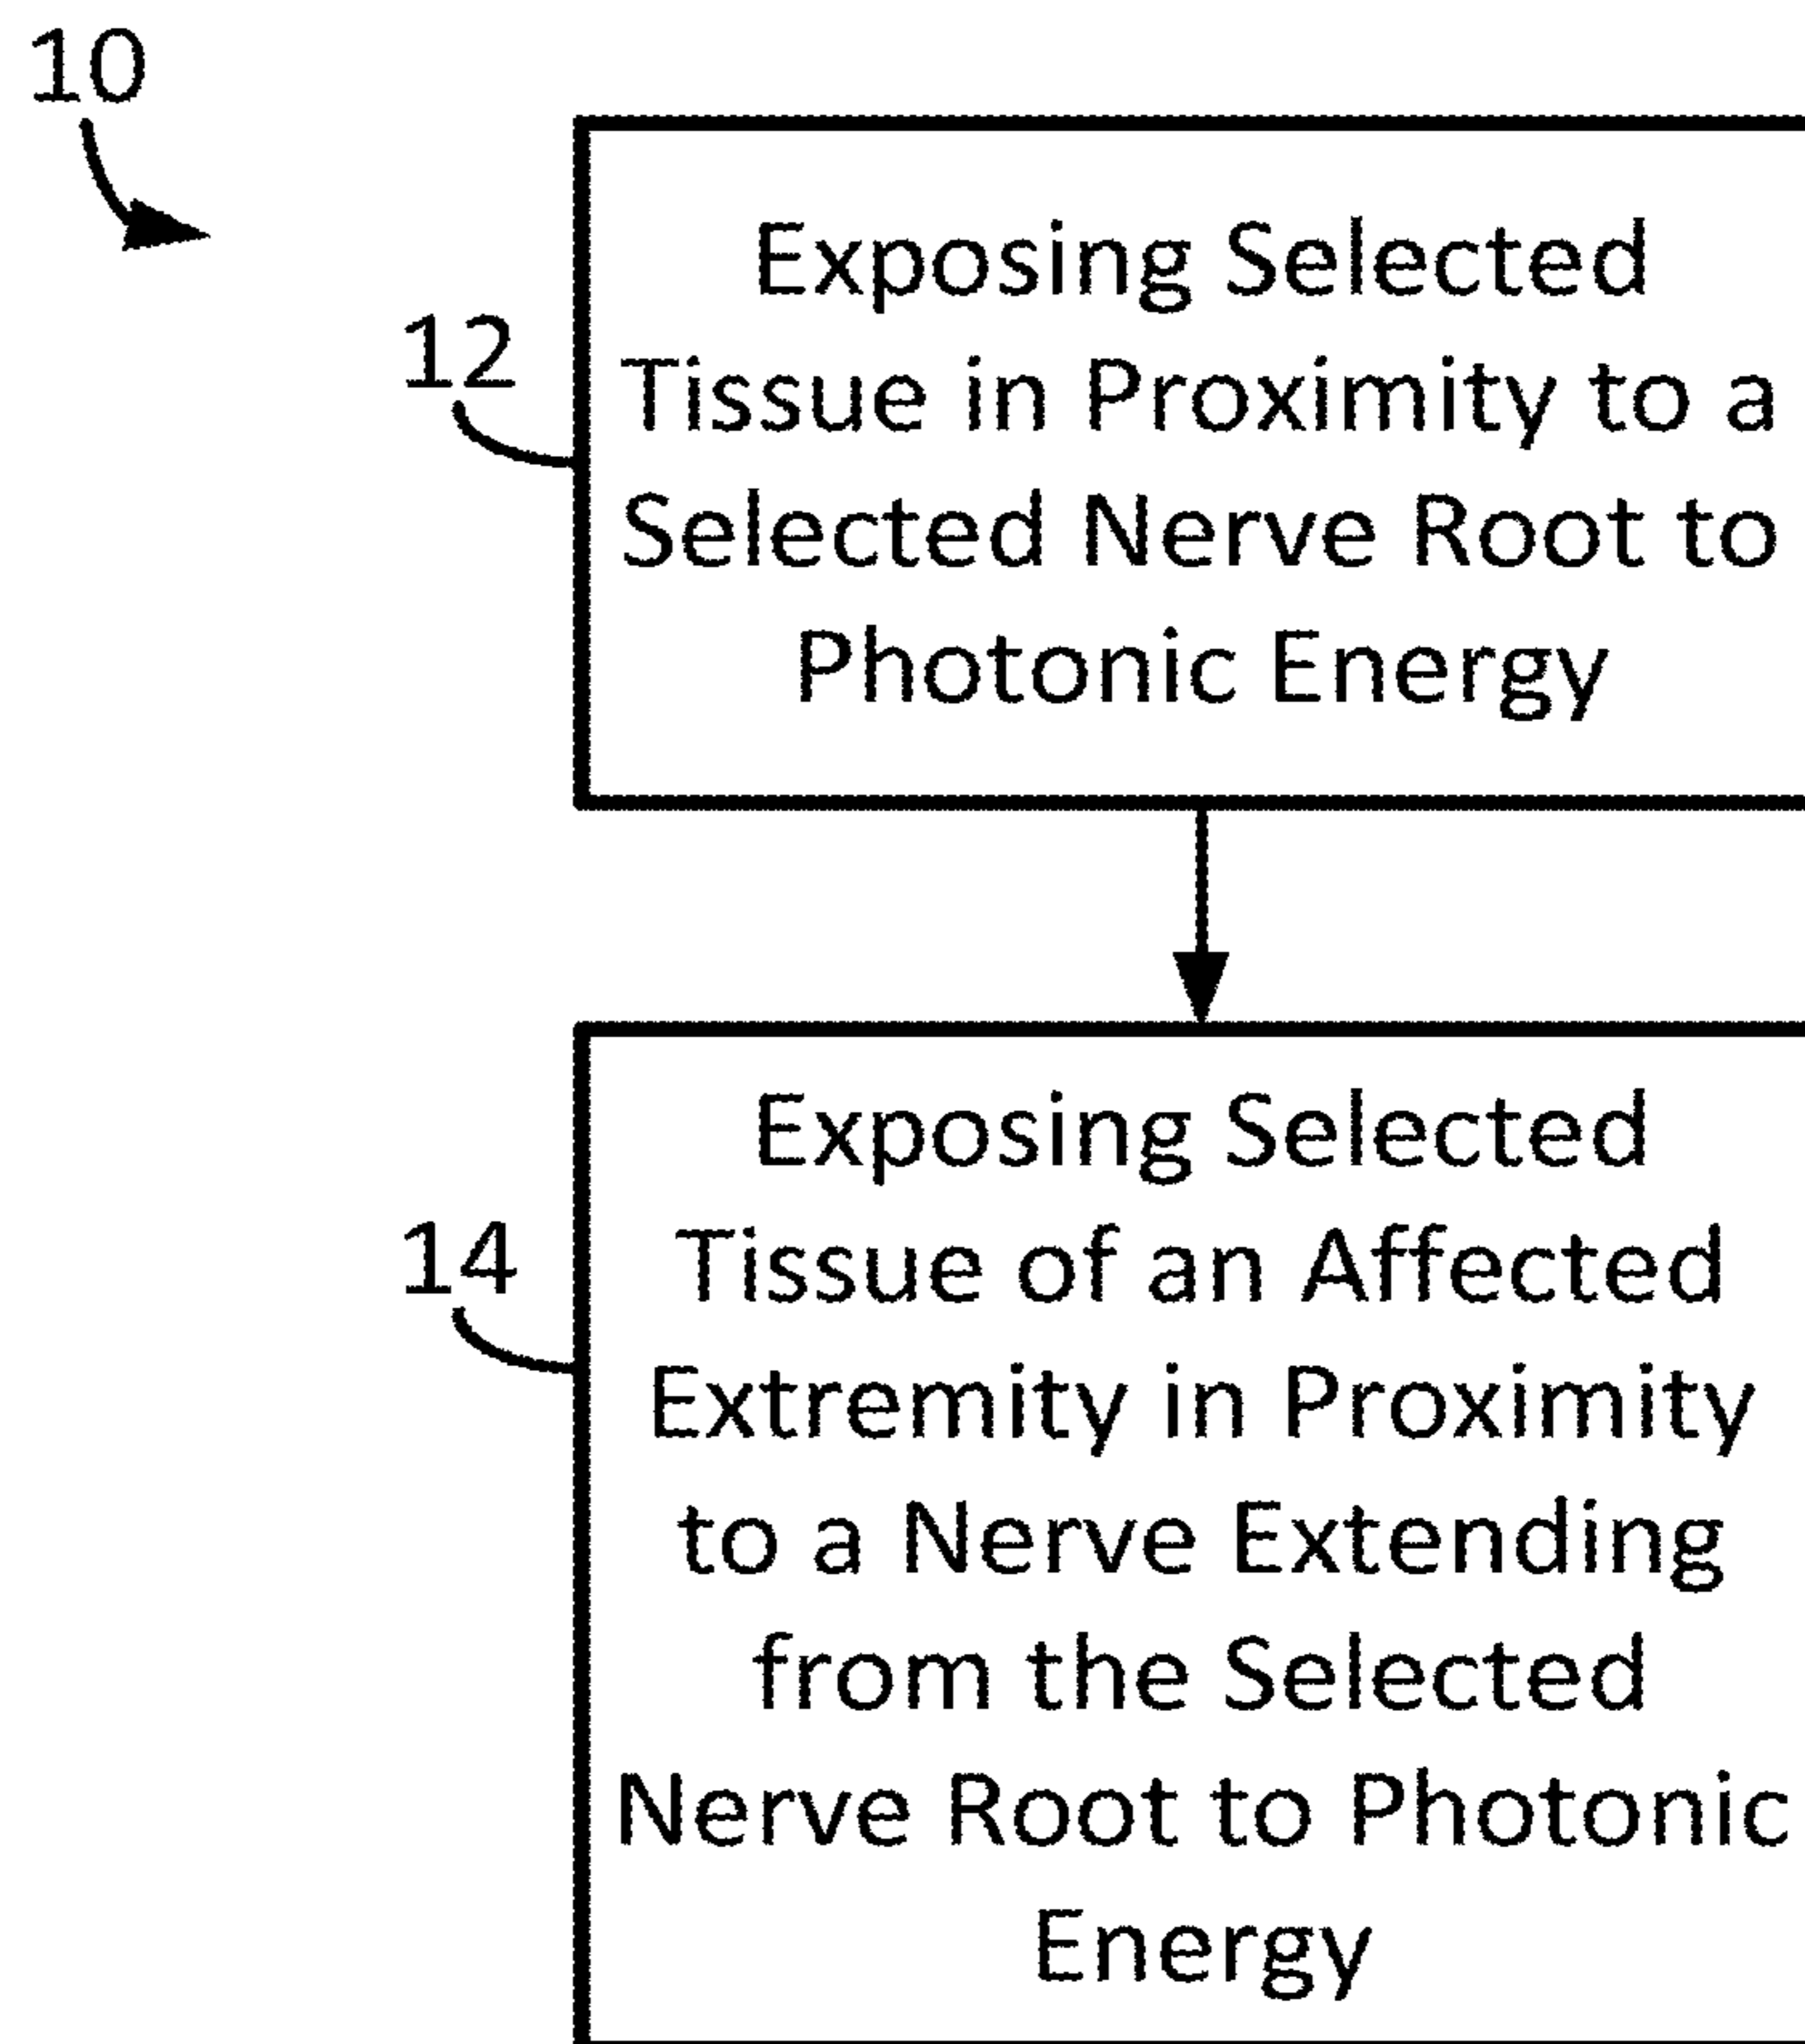 10
12
Exposing Selected
Tissue in Proximity to a
Selected Nerve Root to
Photonic Energy
14
Exposing Selected
Tissue of an Affected
Extremity in Proximity
to a Nerve Extending
from the Selected
Nerve Root to Photonic
Energy